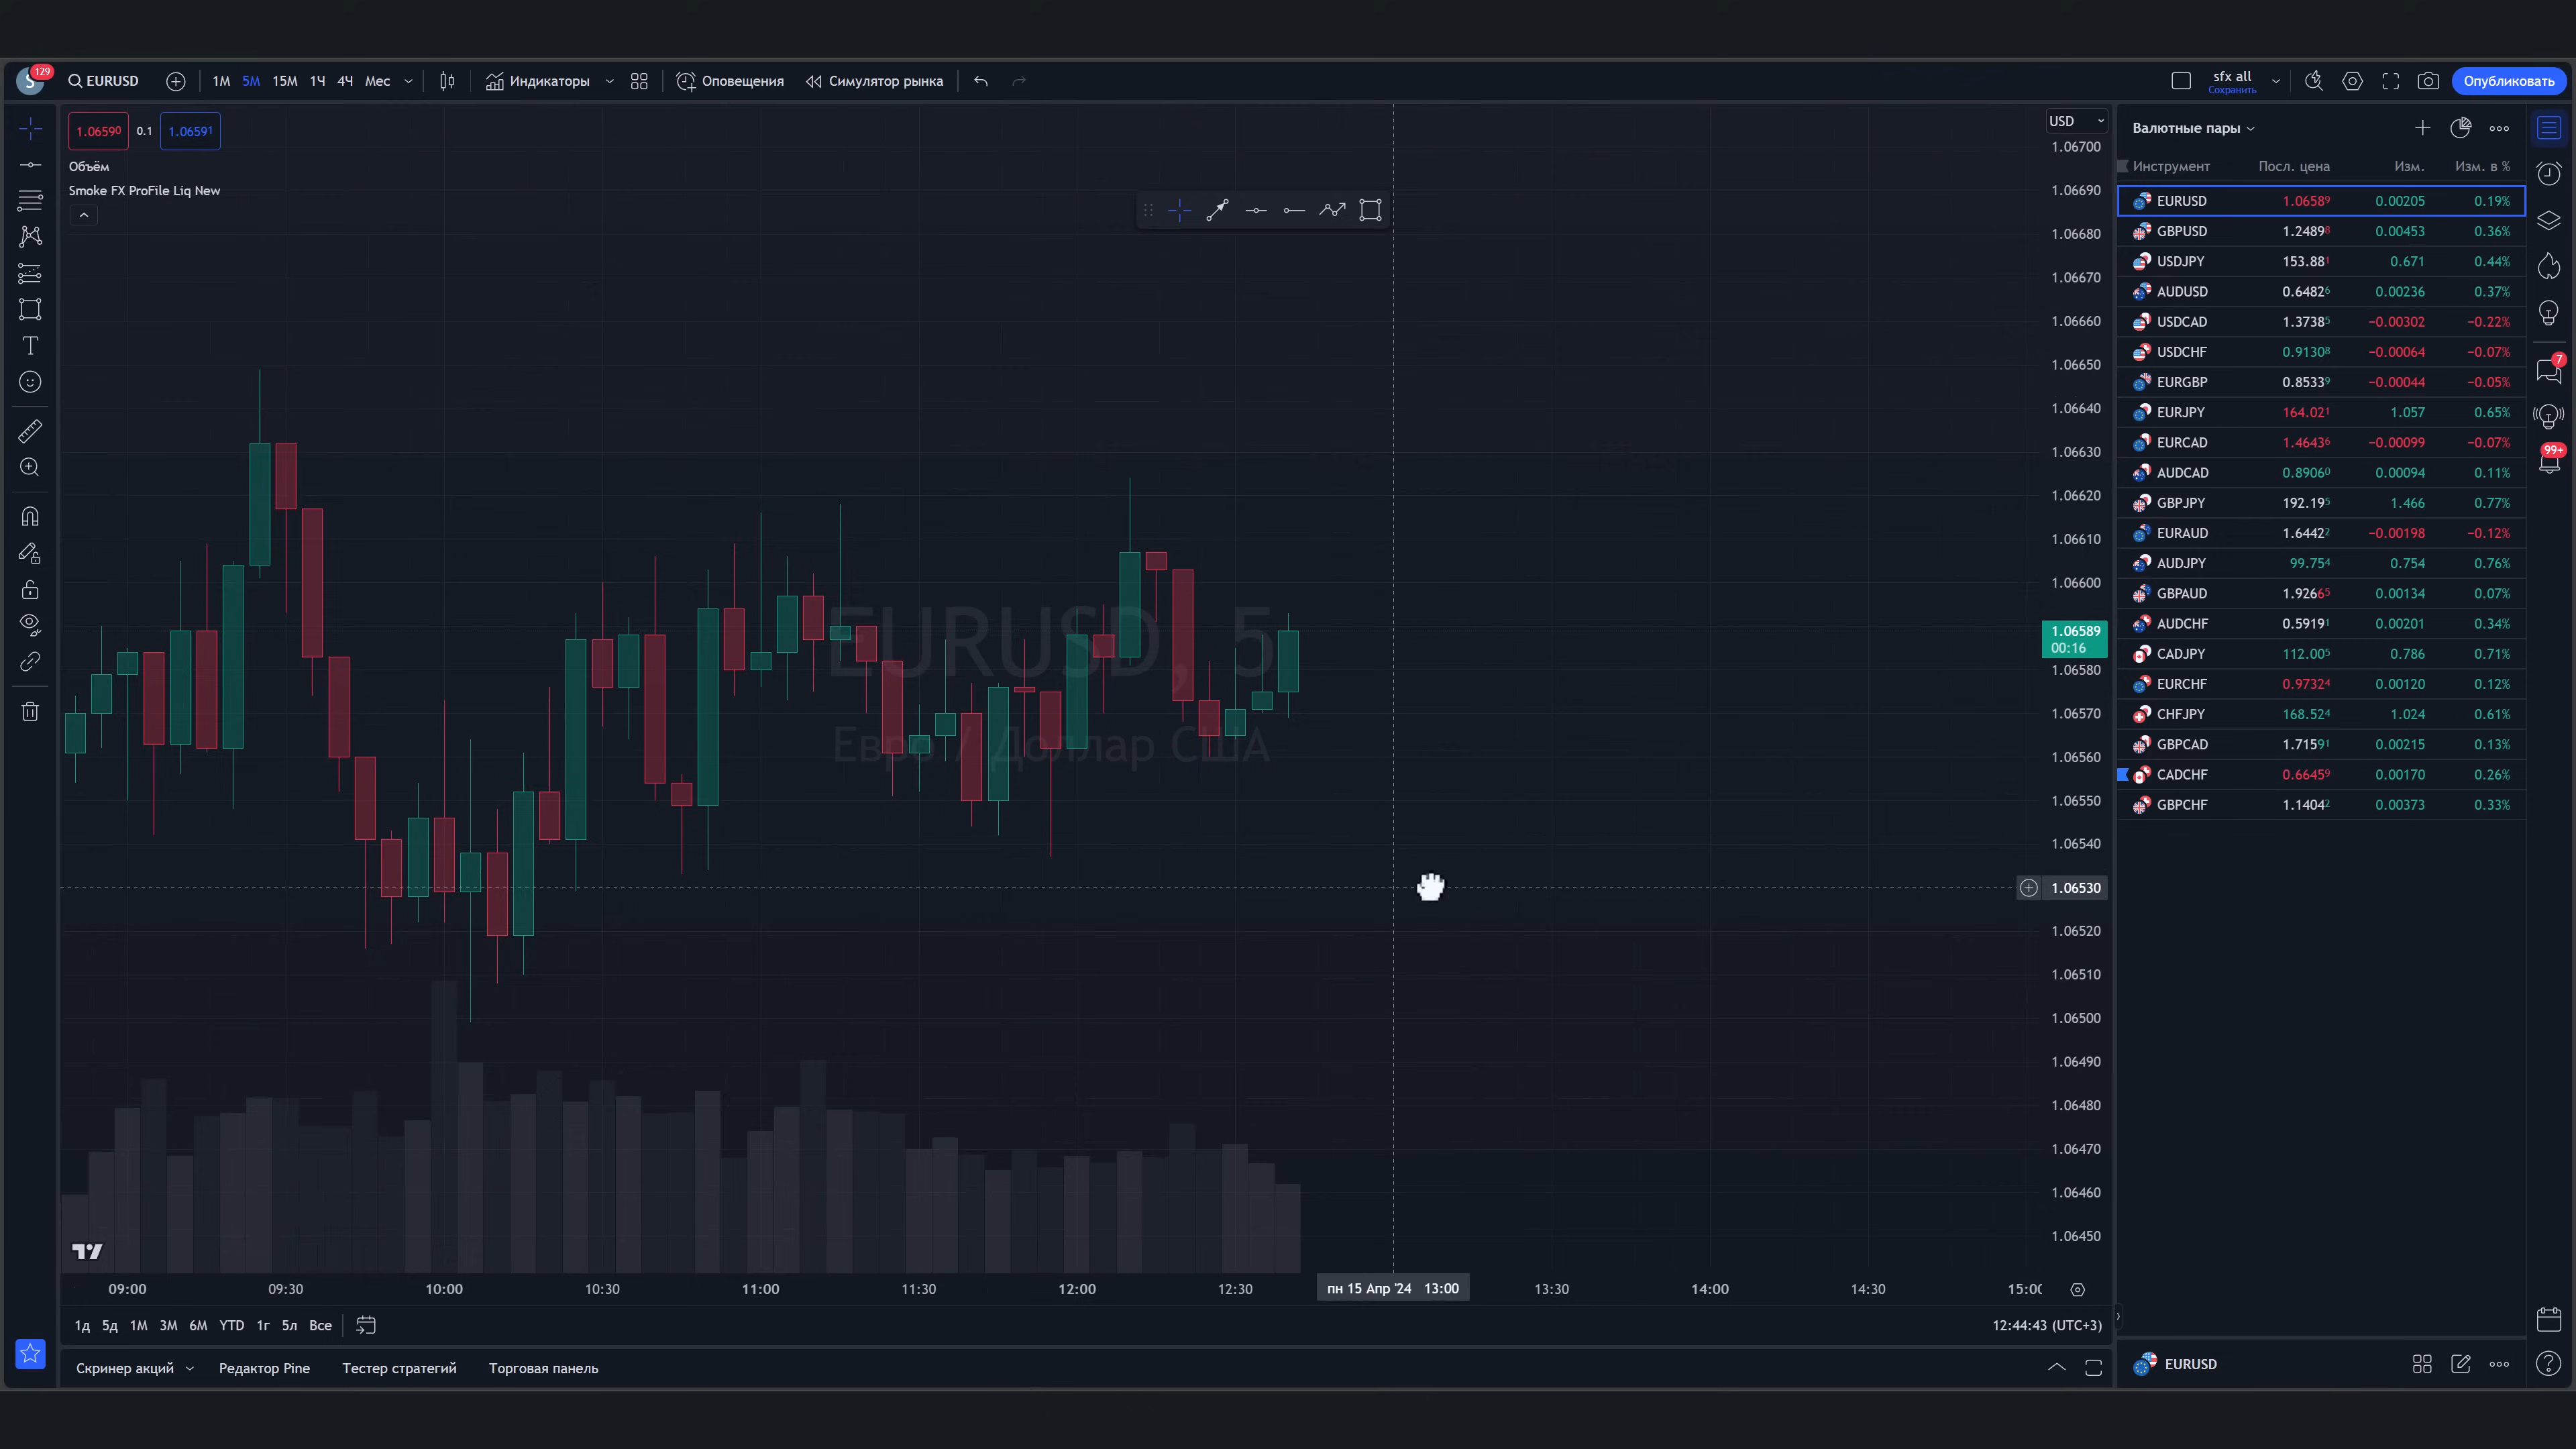 S 129 EURUSD 1М 5М 15М 1Ч 4Ч Мес Индикаторы Оповещения Симулятор рынка sfx all Опубликовать
Сохранить
1.06590 0.1 1.06591
Объём
Smoke FX ProFile Liq New
EURUSD, 5
Евро / Доллар США
USD
1.06700
1.06690
1.06680
1.06670
1.06660
1.06650
1.06640
1.06630
1.06620
1.06610
1.06600
1.06589
00:16
1.06580
1.06570
1.06560
1.06550
1.06540
1.06530
1.06520
1.06510
1.06500
1.06490
1.06480
1.06470
1.06460
1.06450
09:00 09:30 10:00 10:30 11:00 11:30 12:00 12:30 пн 15 Апр '24 13:00 13:30 14:00 14:30 15:00
1д 5д 1М 3М 6М YTD 1г 5л Все 12:44:43 (UTC+3)
Скринер акций Редактор Pine Тестер стратегий Торговая панель
Валютные пары
Инструмент Посл. цена Изм. Изм. в %
EURUSD 1.06589 0.00205 0.19%
GBPUSD 1.24898 0.00453 0.36%
USDJPY 153.881 0.671 0.44%
AUDUSD 0.64826 0.00236 0.37%
USDCAD 1.37385 −0.00302 −0.22%
USDCHF 0.91308 −0.00064 −0.07%
EURGBP 0.85339 −0.00044 −0.05%
EURJPY 164.021 1.057 0.65%
EURCAD 1.46436 −0.00099 −0.07%
AUDCAD 0.89060 0.00094 0.11%
GBPJPY 192.195 1.466 0.77%
EURAUD 1.64422 −0.00198 −0.12%
AUDJPY 99.754 0.754 0.76%
GBPAUD 1.92665 0.00134 0.07%
AUDCHF 0.59191 0.00201 0.34%
CADJPY 112.005 0.786 0.71%
EURCHF 0.97324 0.00120 0.12%
CHFJPY 168.524 1.024 0.61%
GBPCAD 1.71591 0.00215 0.13%
CADCHF 0.66459 0.00170 0.26%
GBPCHF 1.14042 0.00373 0.33%
EURUSD
7
99+